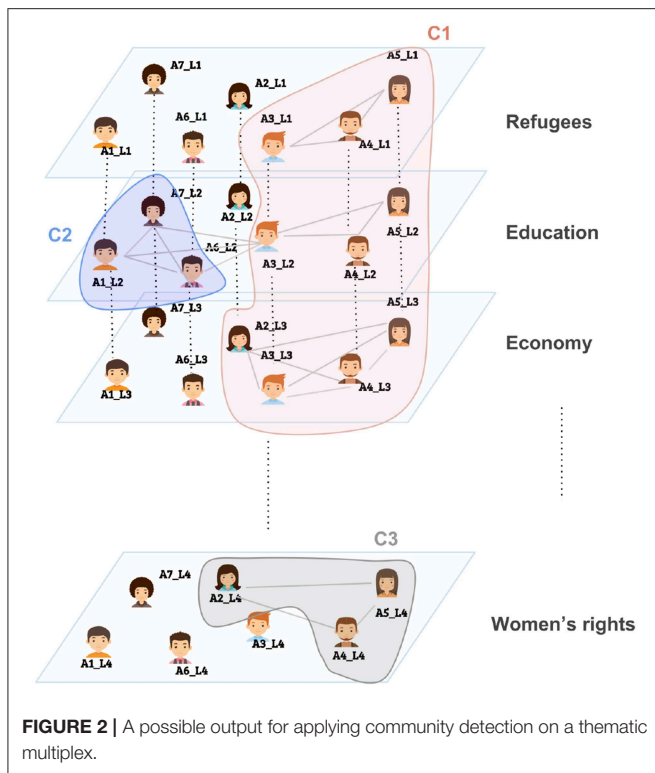 C1
A7_L1
A5_L1
A2_L1
A6_L1
A3_L1
Refugees
A1_L1
A4_L1
A7_L2
A2_L2
C2
A6_L2
A5_L2
Education
A3_L2
A1_L2
A4_L2
A7_L3
A5_L3
A2_L3
Economy
A6_L3
A3_L3
A1_L3
A4_L3
C3
A7_L4
A2_L4
A5_L4
Women's rights
A3_L4
A1_L4
A4_L4
A6_L4
FIGURE 2 | A possible output for applying community detection on a thematic
multiplex.